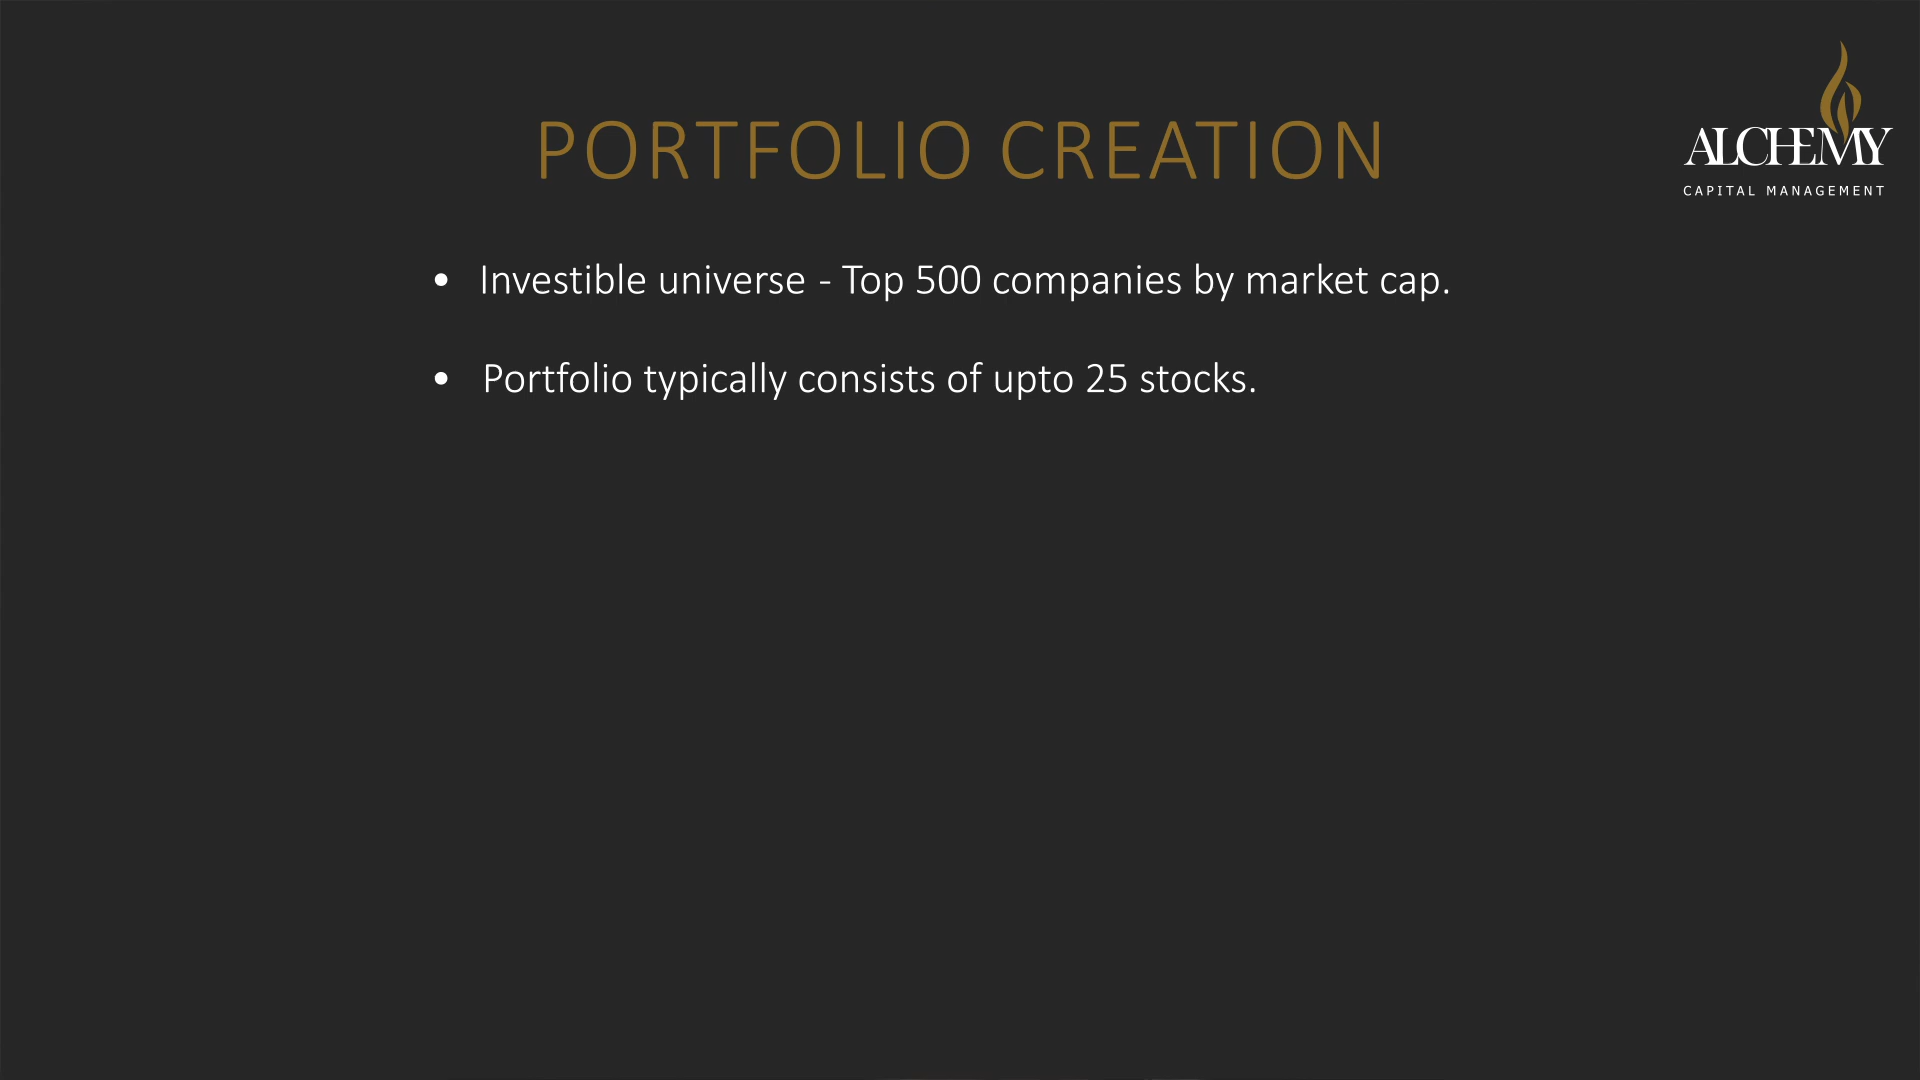 PORTFOLIO CREATION
ALCHEMY
CAPITAL MANAGEMENT
• Investible universe - Top 500 companies by market cap.
• Portfolio typically consists of upto 25 stocks.